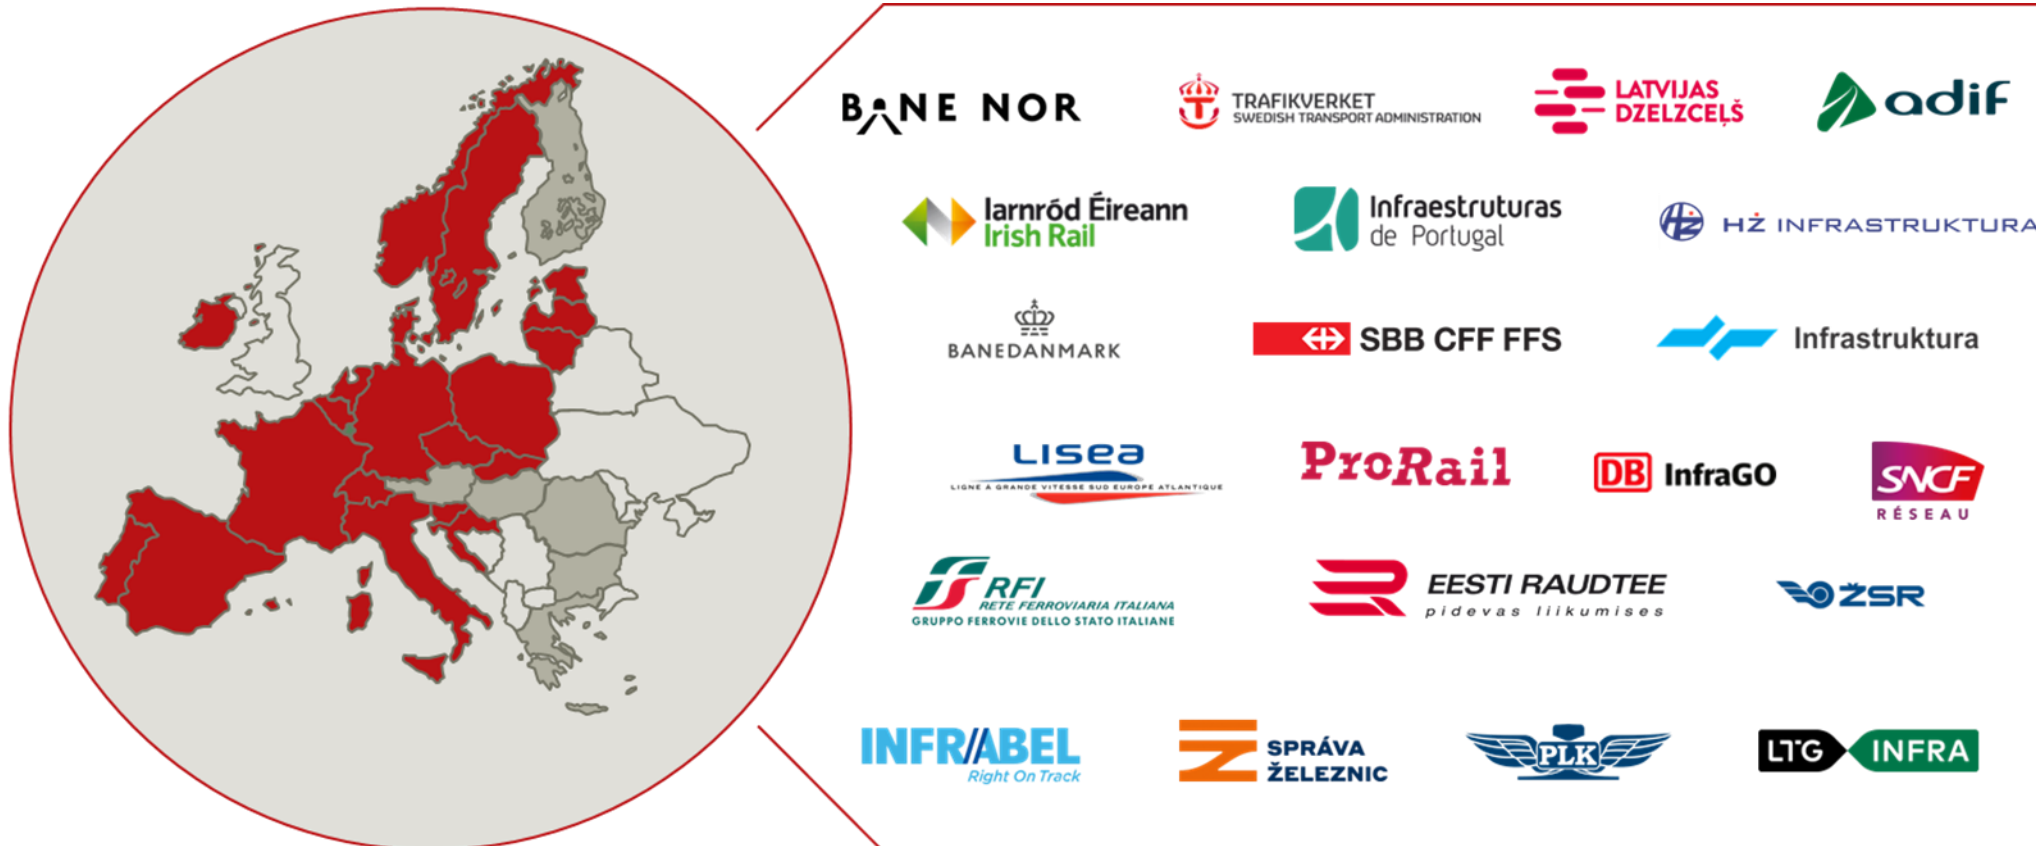 BANE NOR
TRAFIKVERKET
SWEDISH TRANSPORT ADMINISTRATION
LATVIJAS
DZELZCEĻŠ
adif
Iarnród Éireann
Irish Rail
Infraestruturas
de Portugal
HŽ
HŽ INFRASTRUKTURA
BANEDANMARK
SBB CFF FFS
Infrastruktura
LISEA
LIGNE À GRANDE VITESSE SUD EUROPE ATLANTIQUE
ProRail
DB InfraGO
SNCF
RÉSEAU
RFI
RETE FERROVIARIA ITALIANA
GRUPPO FERROVIE DELLO STATO ITALIANE
EESTI RAUDTEE
pidevas liikumises
ŽSR
INFRABEL
Right On Track
SPRÁVA
ŽELEZNIC
PLK
LTG INFRA